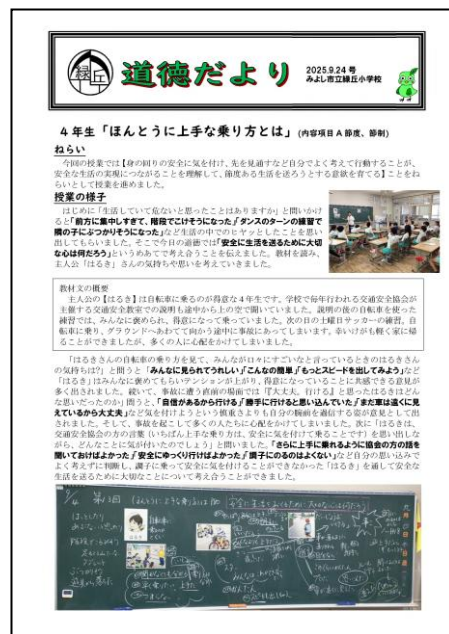 緑丘
道徳だより
2025.9.24 号
みよし市立緑丘小学校
4年生「ほんとうに上手な乗り方とは」(内容項目A節度、節制)
ねらい
今回の授業では【身の回りの安全に気を付け、先を見通すなど自分でよく考えて行動することが、
安全な生活の実現につながることを理解して、節度ある生活を送ろうとする意欲を育てる】ことをね
らいとして授業を進めました。
授業の様子
はじめに「生活していて危ないと思ったことはありますか」と問いかけ
ると「前方に集中しすぎて、階段でこけそうになった」「ダンスのターンの練習で
隣の子にぶつかりそうになった」など生活の中でのヒヤッとしたことを思い
出してもらいました。そこで今日の道徳では「安全に生活を送るために大切
な心は何だろう」というめあてで考え合うことを伝えました。教材を読み、
主人公「はるき」さんの気持ちや思いを考えていきました。
教材文の概要
主人公の【はるき】は自転車に乗るのが得意な4年生です。学校で毎年行われる交通安全協会が
主催する交通安全教室での説明も途中から上の空で聞いていました。説明の後の自転車を使った
練習では、みんなに褒められ、得意になって乗っていました。次の日の土曜日サッカーの練習。自
転車に乗り、グラウンドへあわてて向かう途中に事故にあってしまいます。幸いけがも軽く家に帰
ることができましたが、多くの人に心配をかけてしまいました。
「はるきさんの自転車の乗り方を見て、みんなが口々にすごいなと言っているときのはるきさん
の気持ちは?」と問うと「みんなに見られてうれしい」「こんなの簡単」「もっとスピードを出してみよう」など
「はるき」はみんなに褒めてもらいテンションが上がり、得意になっていることに共感できる意見が
多く出されました。続いて、事故に遭う直前の場面では『「大丈夫、行ける」と思ったはるきはどん
な思いだったのか』問うと、「自信があるから行ける」「勝手に行けると思い込んでいた」「まだ車は遠くに見
えているから大丈夫」など気を付けようという慎重さよりも自分の腕前を過信する姿が意見として出
されました。そして、事故を起こして多くの人たちに心配をかけてしまいました。次に「はるきは、
交通安全協会の方の言葉(いちばん上手な乗り方は、安全に気を付けて乗ることです)を思い出しな
がら、どんなことに気が付いたのでしょう」と問いました。「さらに上手に乗れるように協会の方の話を
聞いておけばよかった」「安全にゆっくり行けばよかった」「調子にのるのはよくない」など自分の思い込みで
よく考えずに判断し、調子に乗って安全に気を付けることができなかった「はるき」を通して安全な
生活を送るために大切なことについて考え合うことができました。